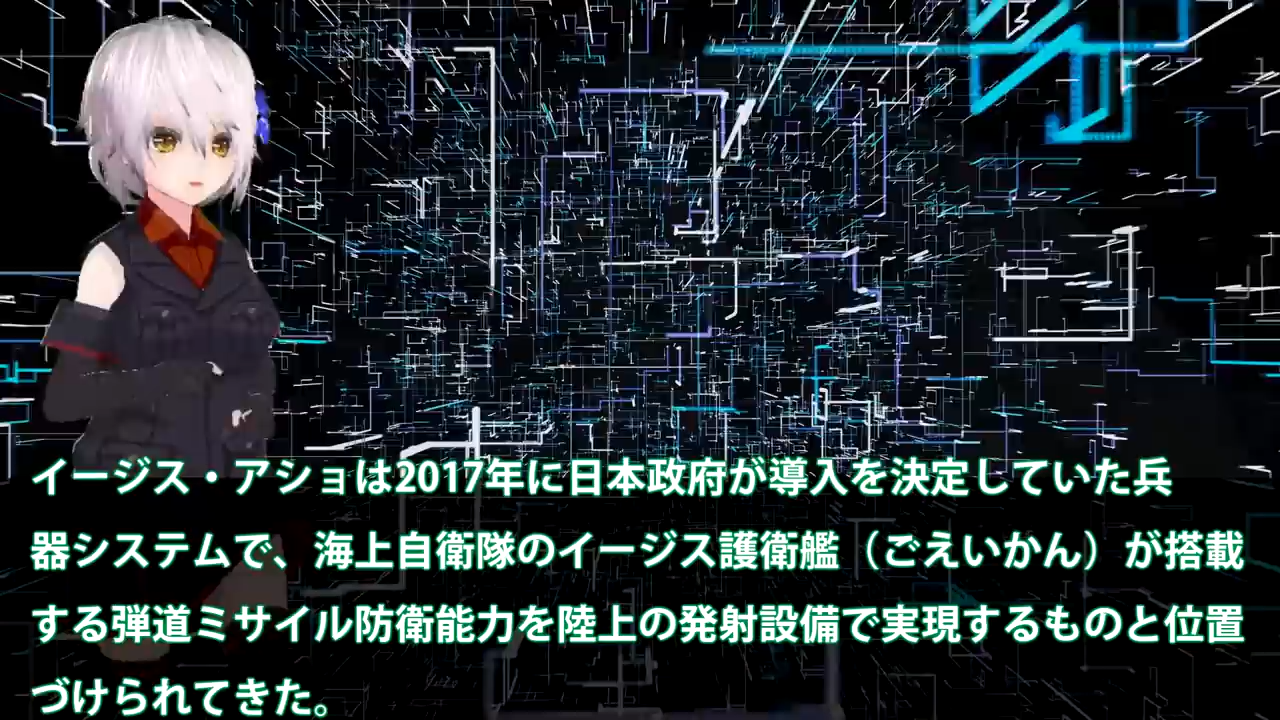 イージス・アショは2017年に日本政府が導入を決定していた兵
器システムで、海上自衛隊のイージス護衛艦（ごえいかん）が搭載
する弾道ミサイル防衛能力を陸上の発射設備で実現するものと位置
づけられてきた。